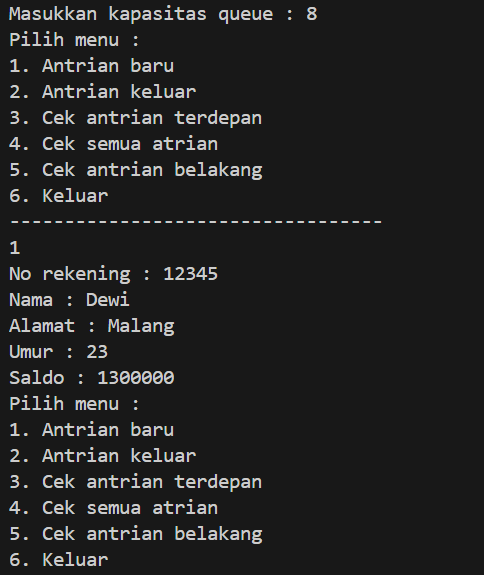 Masukkan kapasitas queue : 8
Pilih menu :
1. Antrian baru
2. Antrian keluar
3. Cek antrian terdepan
4. Cek semua atrian
5. Cek antrian belakang
6. Keluar
----------------------------------
1
No rekening : 12345
Nama : Dewi
Alamat : Malang
Umur : 23
Saldo : 1300000
Pilih menu :
1. Antrian baru
2. Antrian keluar
3. Cek antrian terdepan
4. Cek semua atrian
5. Cek antrian belakang
6. Keluar